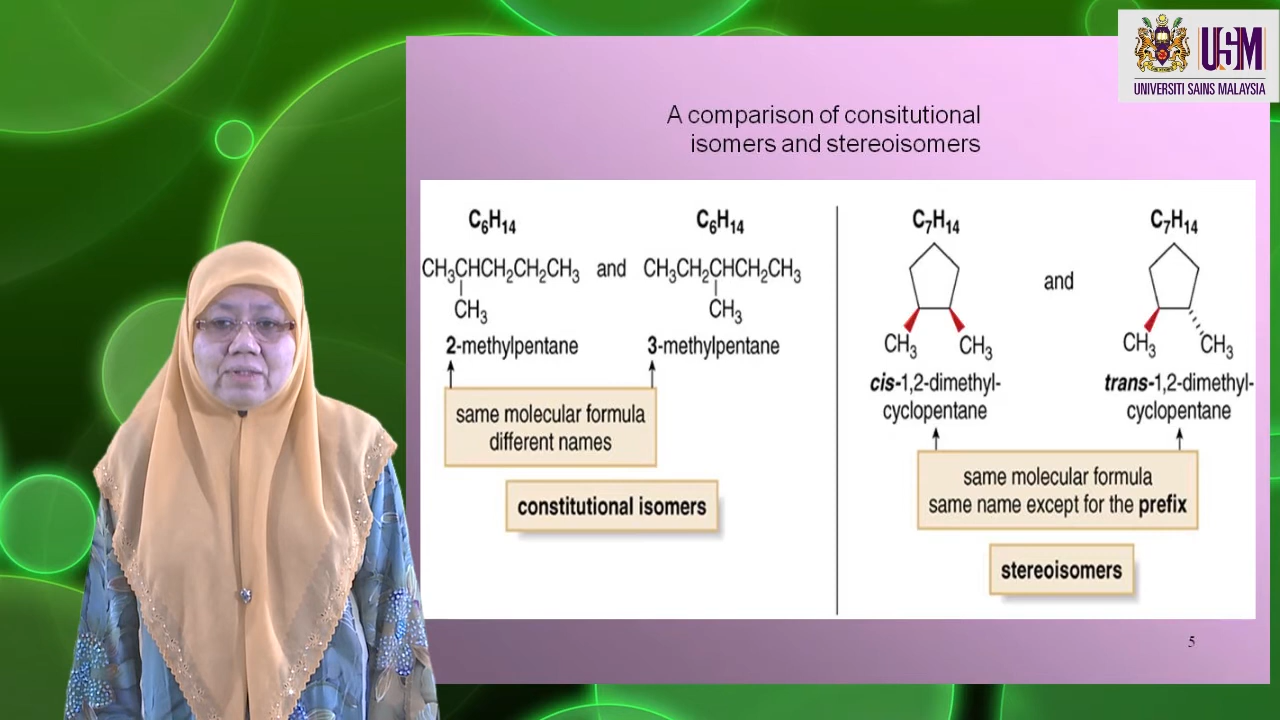 USM
UNIVERSITI SAINS MALAYSIA
A comparison of consitutional
isomers and stereoisomers
C₆H₁₄
CH₃CHCH₂CH₂CH₃
CH₃
2-methylpentane
and
C₆H₁₄
CH₃CH₂CHCH₂CH₃
CH₃
3-methylpentane
same molecular formula
different names
constitutional isomers
C₇H₁₄
CH₃ CH₃
cis-1,2-dimethyl-
cyclopentane
and
C₇H₁₄
CH₃ CH₃
trans-1,2-dimethyl-
cyclopentane
same molecular formula
same name except for the prefix
stereoisomers
5